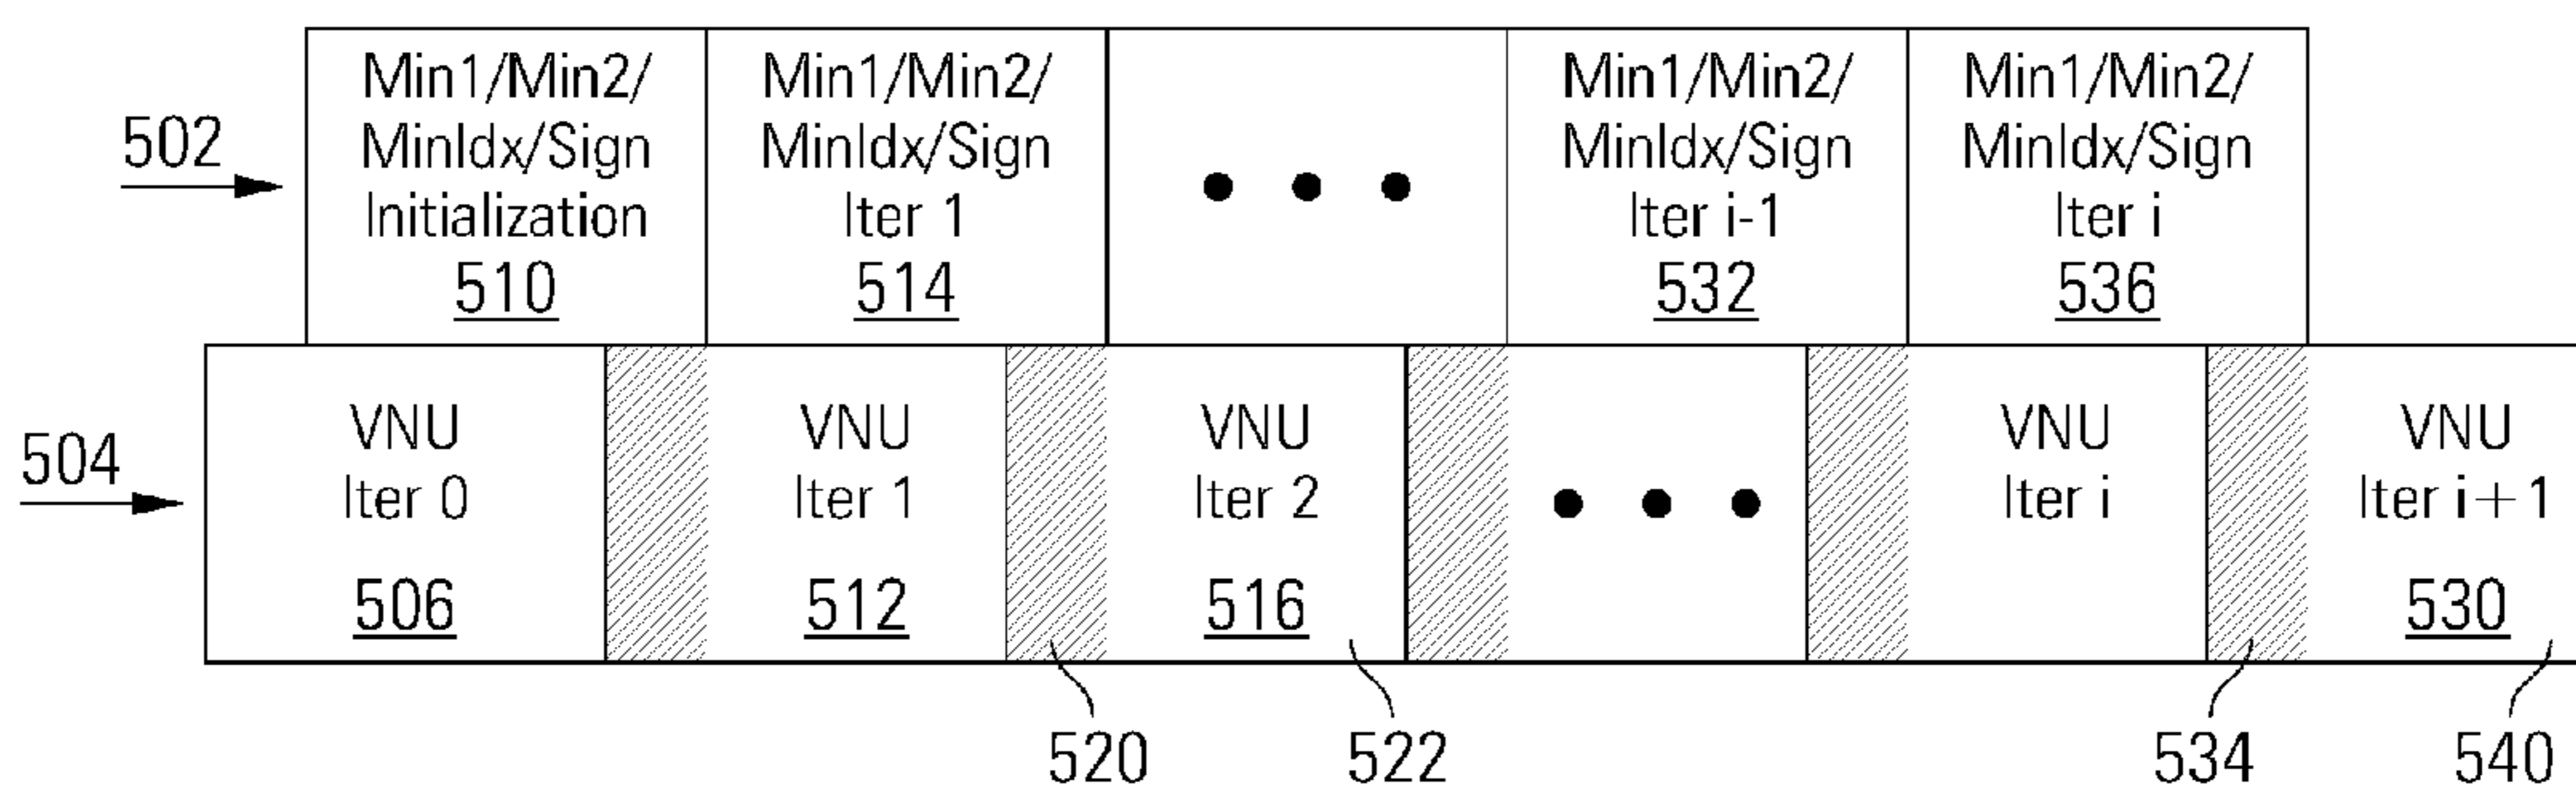 502
Min1/Min2/
MinIdx/Sign
Initialization
510
Min1/Min2/
MinIdx/Sign
Iter 1
514
Min1/Min2/
MinIdx/Sign
Iter i-1
532
Min1/Min2/
MinIdx/Sign
Iter i
536
504
VNU
Iter 0
506
VNU
Iter 1
512
VNU
Iter 2
516
VNU
Iter i
VNU
Iter i+1
530
520
522
534
540